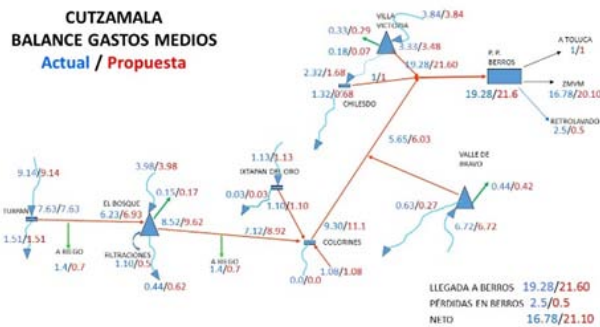 CUTZAMALA
BALANCE GASTOS MEDIOS
Actual / Propuesta
VILLA
VICTORIA
3.84/3.84
0.33/0.29
0.18/0.07
3.33/3.48
19.28/21.60
2.32/1.68
1/1
1.32/0.68
CHILESDO
P. P.
BERROS
19.28/21.6
A TOLUCA
1/1
ZMVM
16.78/20.10
RETROLAVADO
2.5/0.5
5.65/6.03
VALLE DE
BRAVO
0.44/0.42
0.63/0.27
6.72/6.72
9.14/9.14
TUXPAN
7.63/7.63
1.51/1.51
A RIEGO
1.4/0.7
3.98/3.98
0.15/0.17
EL BOSQUE
6.23/6.93
8.52/9.62
FILTRACIONES
1.10/0.5
0.44/0.62
A RIEGO
1.4/0.7
7.12/8.92
1.13/1.13
IXTAPAN DEL ORO
0.03/0.03
1.10/1.10
9.30/11.1
COLORINES
0.0/0.0
1.08/1.08
LLEGADA A BERROS 19.28/21.60
PÉRDIDAS EN BERROS 2.5/0.5
NETO 16.78/21.10